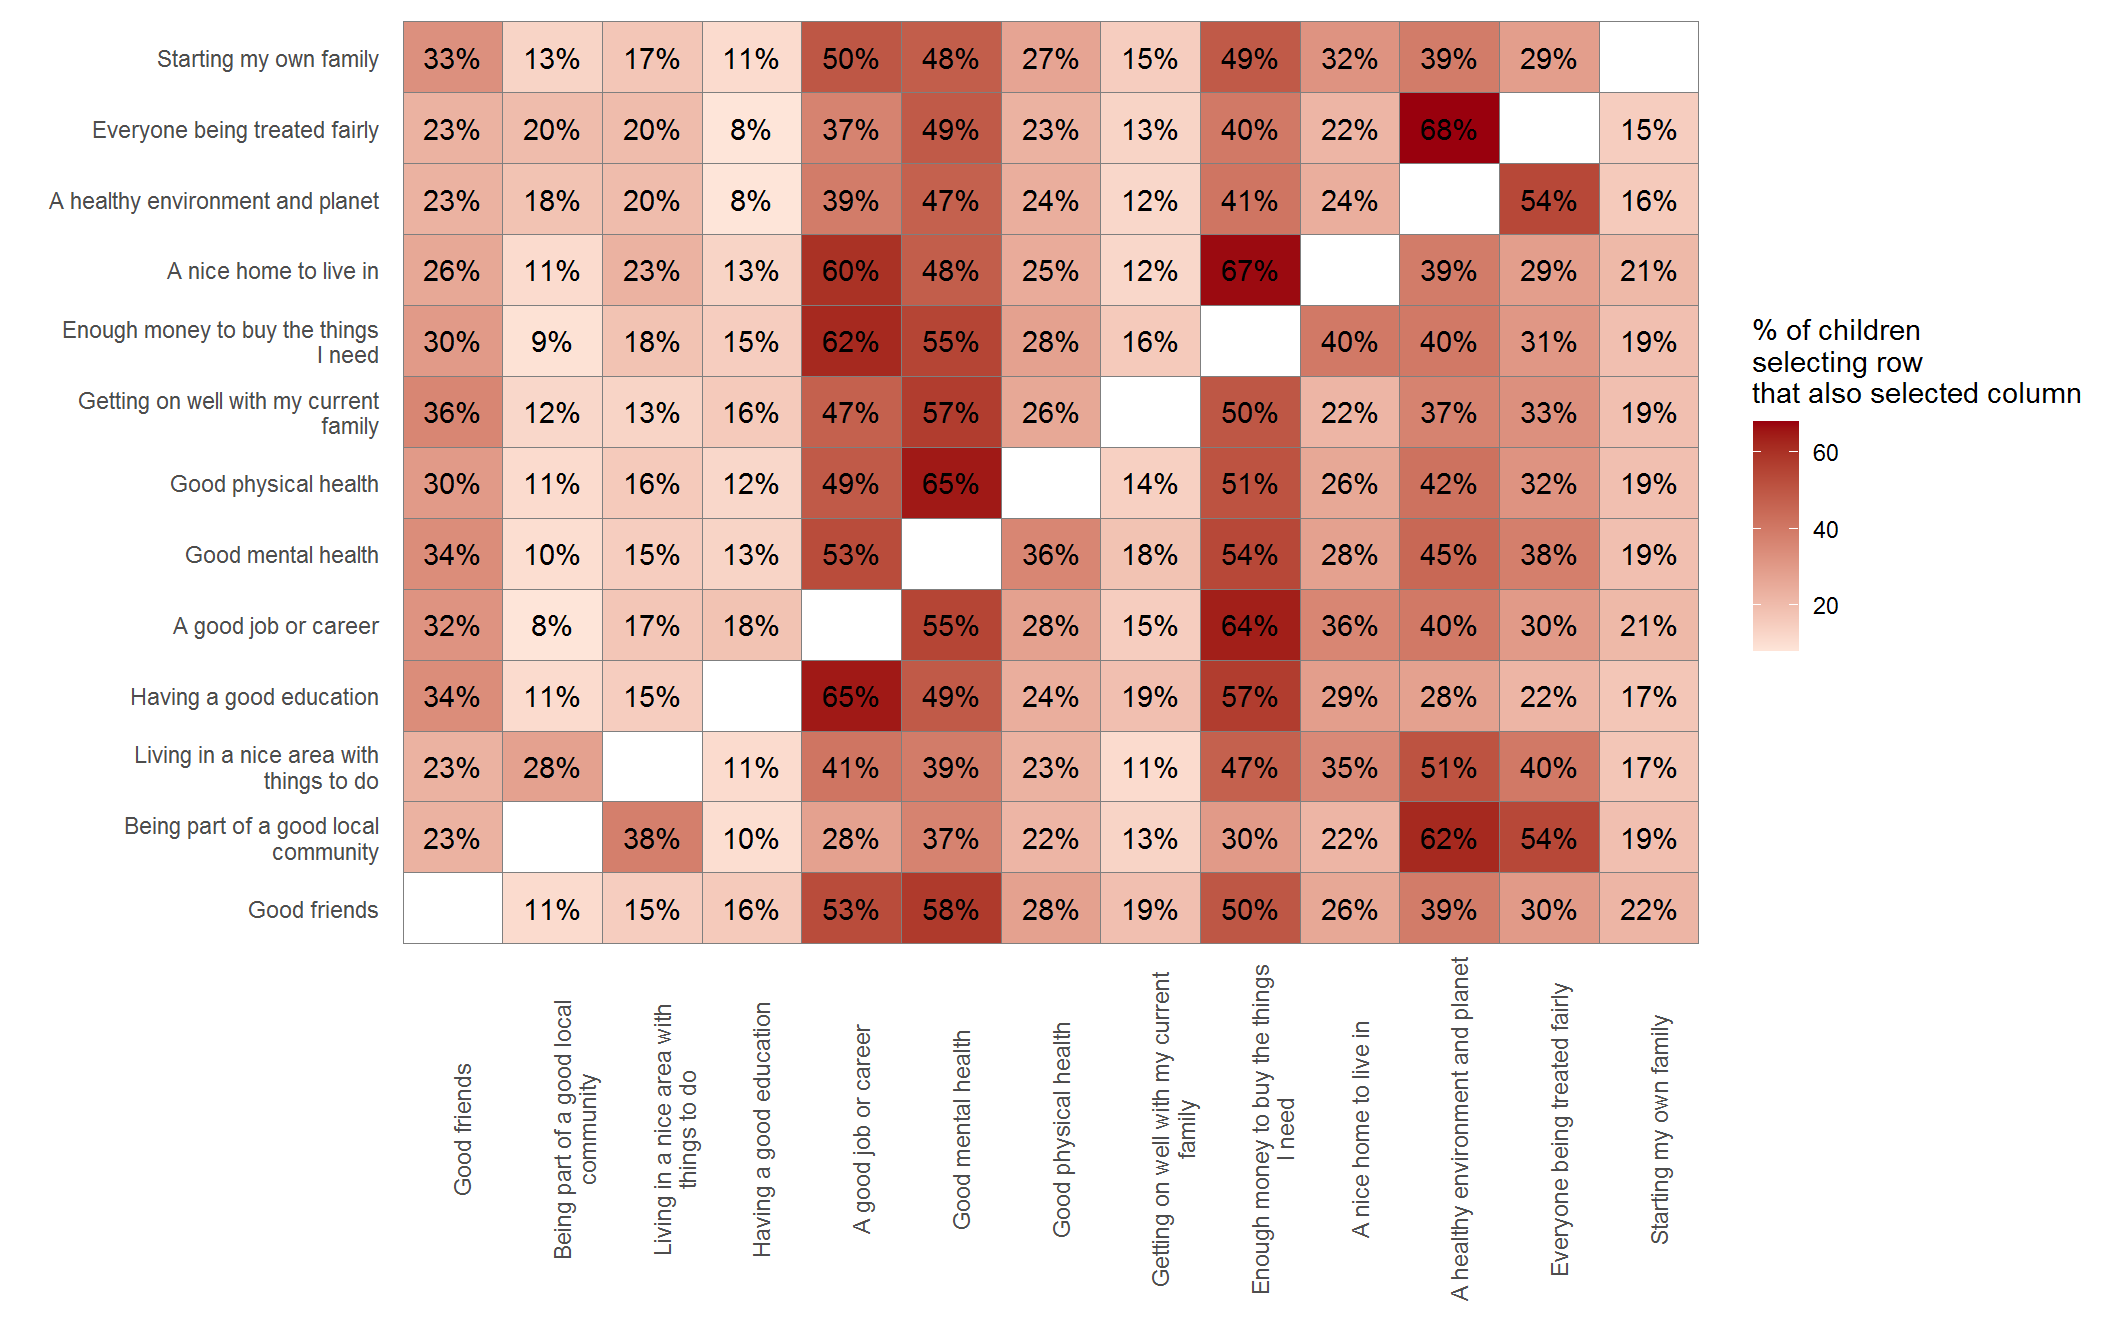 Starting my own family 33% 13% 17% 11% 50% 48% 27% 15% 49% 32% 39% 29%
Everyone being treated fairly 23% 20% 20% 8% 37% 49% 23% 13% 40% 22% 68% 15%
A healthy environment and planet 23% 18% 20% 8% 39% 47% 24% 12% 41% 24% 54% 16%
A nice home to live in 26% 11% 23% 13% 60% 48% 25% 12% 67% 39% 29% 21%
Enough money to buy the things
I need 30% 9% 18% 15% 62% 55% 28% 16% 40% 40% 31% 19%
Getting on well with my current
family 36% 12% 13% 16% 47% 57% 26% 50% 22% 37% 33% 19%
Good physical health 30% 11% 16% 12% 49% 65% 14% 51% 26% 42% 32% 19%
Good mental health 34% 10% 15% 13% 53% 36% 18% 54% 28% 45% 38% 19%
A good job or career 32% 8% 17% 18% 55% 28% 15% 64% 36% 40% 30% 21%
Having a good education 34% 11% 15% 65% 49% 24% 19% 57% 29% 28% 22% 17%
Living in a nice area with
things to do 23% 28% 11% 41% 39% 23% 11% 47% 35% 51% 40% 17%
Being part of a good local
community 23% 38% 10% 28% 37% 22% 13% 30% 22% 62% 54% 19%
Good friends 11% 15% 16% 53% 58% 28% 19% 50% 26% 39% 30% 22%
Good friends
Being part of a good local
community
Living in a nice area with
things to do
Having a good education
A good job or career
Good mental health
Good physical health
Getting on well with my current
family
Enough money to buy the things
I need
A nice home to live in
A healthy environment and planet
Everyone being treated fairly
Starting my own family
% of children
selecting row
that also selected column
60
40
20